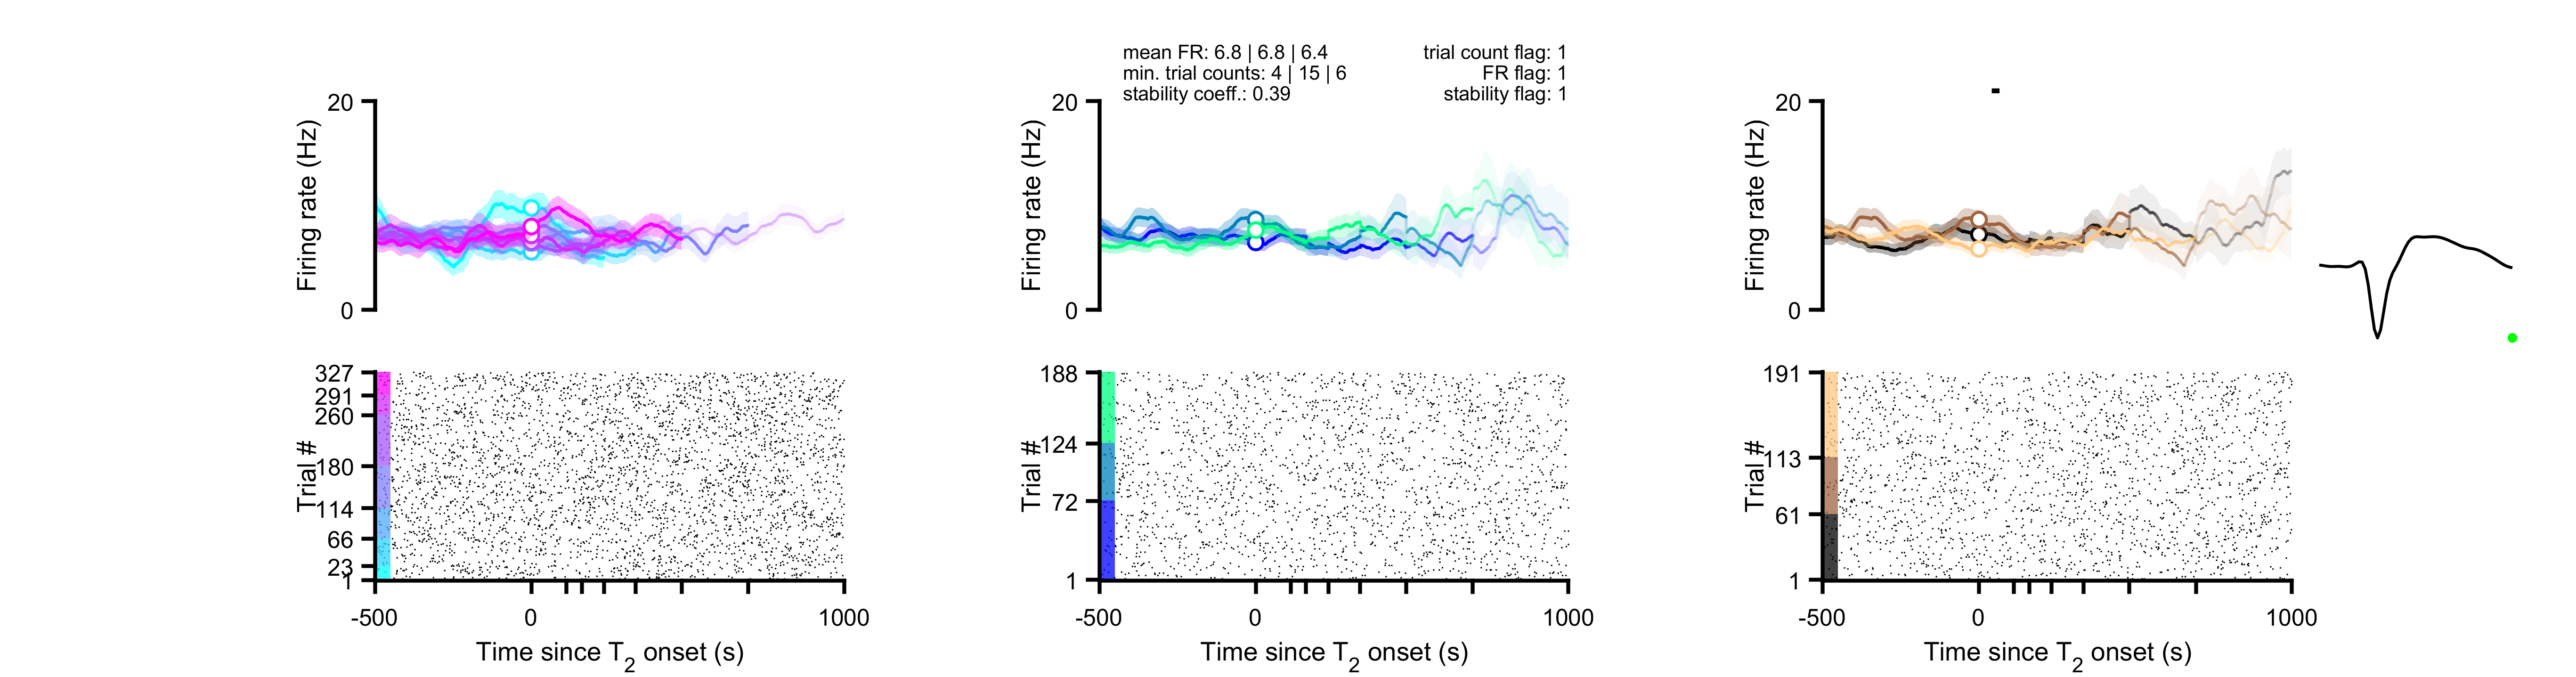 mean FR: 6.8 | 6.8 | 6.4
min. trial counts: 4 | 15 | 6
stability coeff.: 0.39
trial count flag: 1
FR flag: 1
stability flag: 1
20
0
Firing rate (Hz)
20
0
Firing rate (Hz)
20
0
Firing rate (Hz)
327
291
260
180
114
66
23
1
Trial #
-500
0
1000
Time since T2 onset (s)
188
124
72
1
Trial #
-500
0
1000
Time since T2 onset (s)
191
113
61
1
Trial #
-500
0
1000
Time since T2 onset (s)